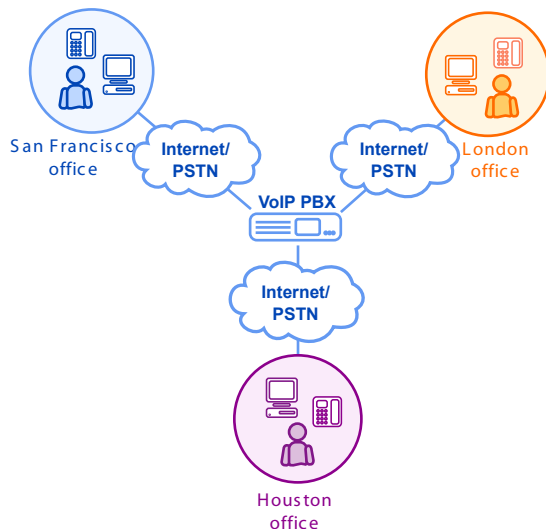 Internet/
PSTN
San Francisco
office
Internet/
PSTN
London
office
VoIP PBX
Internet/
PSTN
Houston
office